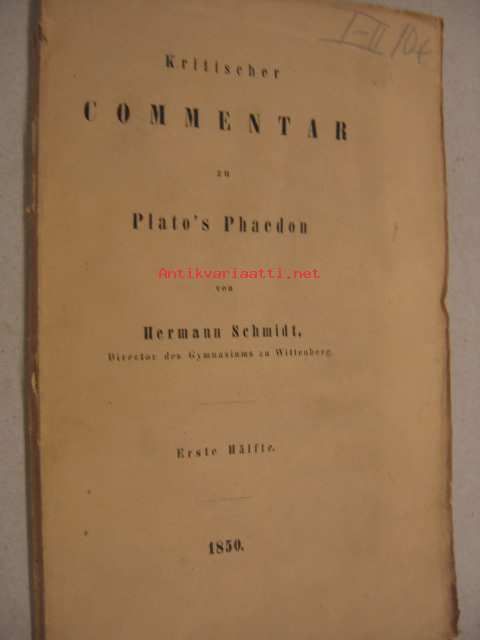 I-II 10€
Kritischer
COMMENTAR
zu
Plato's Phaedon
Antikvariaatti.net
von
Hermann Schmidt,
Director des Gymnasiums zu Wittenberg.
Erste Hälfte.
1850.